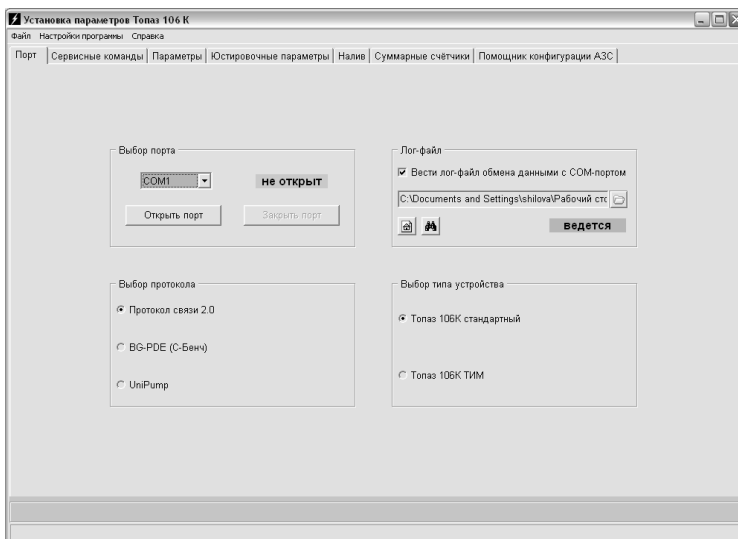 Установка параметров Топаз 106 К
Файл Настройки программы Справка
Порт Сервисные команды Параметры Юстировочные параметры Налив Суммарные счётчики Помощник конфигурации АЗС
Выбор порта
COM1
не открыт
Открыть порт
Закрыть порт
Лог-файл
Вести лог-файл обмена данными с COM-портом
C:\Documents and Settings\shilova\Рабочий стс
ведется
Выбор протокола
Протокол связи 2.0
BG-PDE (С-Бенч)
UniPump
Выбор типа устройства
Топаз 106К стандартный
Топаз 106К ТИМ